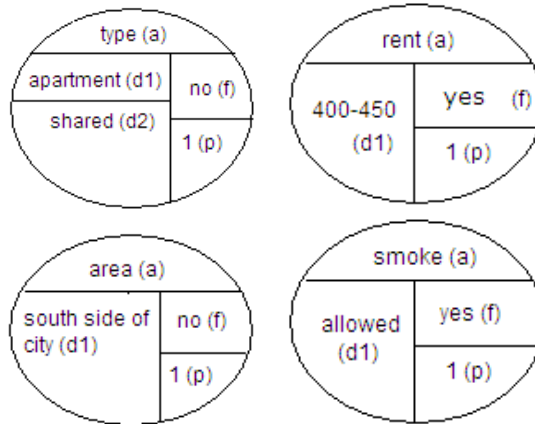 type (a)
apartment (d1)
no (f)
shared (d2)
1 (p)
rent (a)
400-450
(d1)
yes (f)
1 (p)
area (a)
south side of
city (d1)
no (f)
1 (p)
smoke (a)
allowed
(d1)
yes (f)
1 (p)